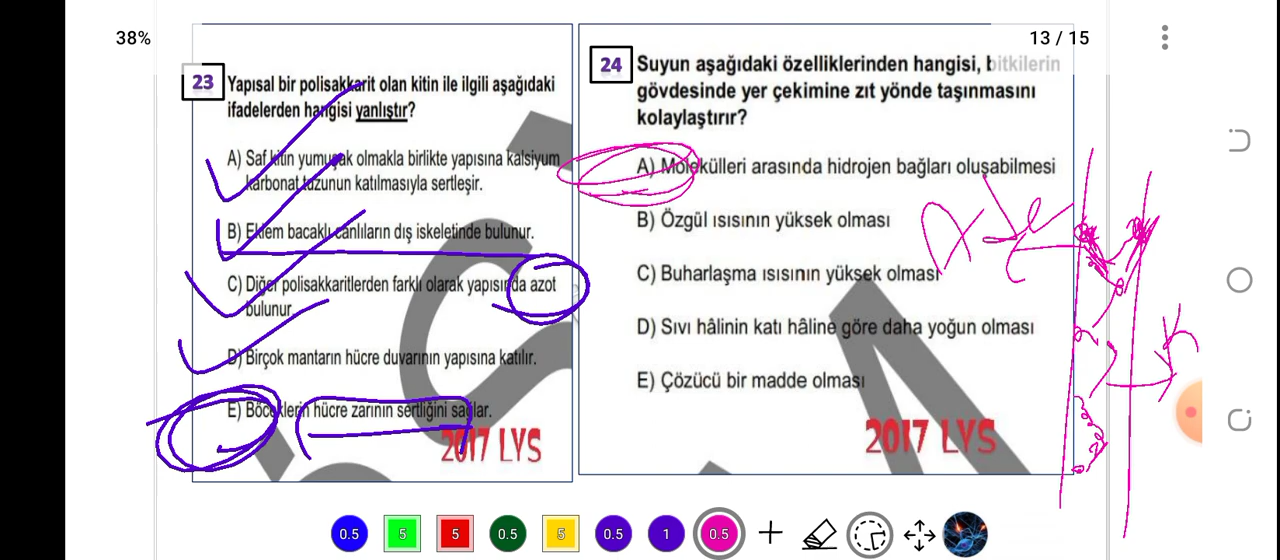 38%
13 / 15
23
Yapısal bir polisakkarit olan kitin ile ilgili aşağıdaki
ifadelerden hangisi yanlıştır?
A) Saf kitin yumuşak olmakla birlikte yapısına kalsiyum
karbonat tuzunun katılmasıyla sertleşir.
B) Eklem bacaklı canlıların dış iskeletinde bulunur.
C) Diğer polisakkaritlerden farklı olarak yapısında azot
bulunur.
D) Birçok mantarın hücre duvarının yapısına katılır.
E) Böceklerin hücre zarının sertliğini sağlar.
2017 LYS
24
Suyun aşağıdaki özelliklerinden hangisi, bitkilerin
gövdesinde yer çekimine zıt yönde taşınmasını
kolaylaştırır?
A) Molekülleri arasında hidrojen bağları oluşabilmesi
B) Özgül ısısının yüksek olması
C) Buharlaşma ısısının yüksek olması
D) Sıvı hâlinin katı hâline göre daha yoğun olması
E) Çözücü bir madde olması
2017 LYS
0.5
5
5
0.5
5
0.5
1
0.5